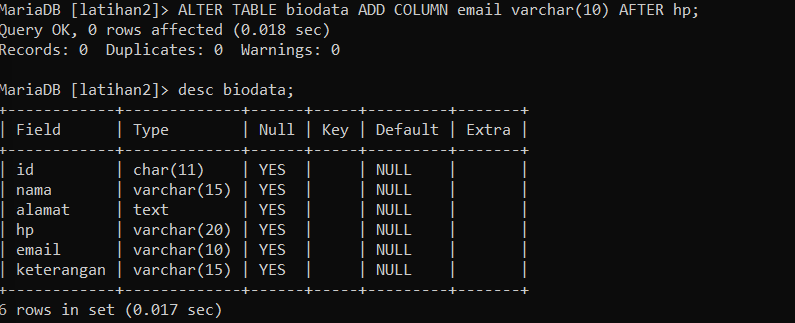 MariaDB [latihan2]> ALTER TABLE biodata ADD COLUMN email varchar(10) AFTER hp;
Query OK, 0 rows affected (0.018 sec)
Records: 0  Duplicates: 0  Warnings: 0

MariaDB [latihan2]> desc biodata;
+------------+-------------+------+-----+---------+-------+
| Field      | Type        | Null | Key | Default | Extra |
+------------+-------------+------+-----+---------+-------+
| id         | char(11)    | YES  |     | NULL    |       |
| nama       | varchar(15) | YES  |     | NULL    |       |
| alamat     | text        | YES  |     | NULL    |       |
| hp         | varchar(20) | YES  |     | NULL    |       |
| email      | varchar(10) | YES  |     | NULL    |       |
| keterangan | varchar(15) | YES  |     | NULL    |       |
+------------+-------------+------+-----+---------+-------+
6 rows in set (0.017 sec)